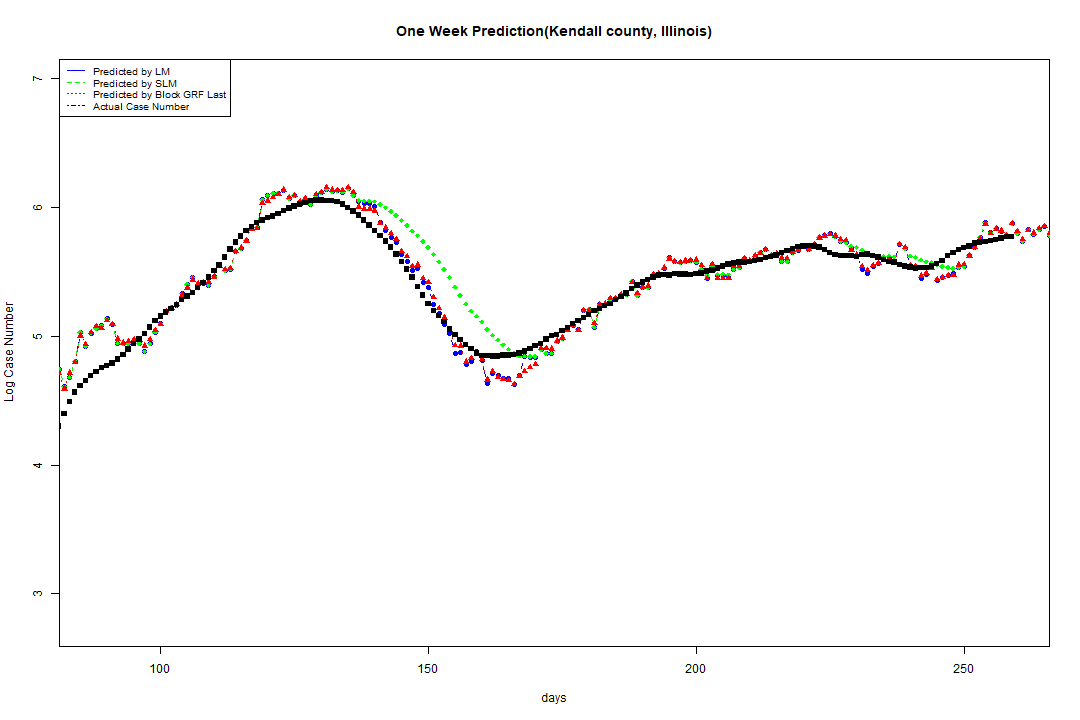 One Week Prediction(Kendall county, Illinois)
Predicted by LM
Predicted by SLM
Predicted by Block GRF Last
Actual Case Number
7
6
5
4
3
Log Case Number
100 150 200 250
days